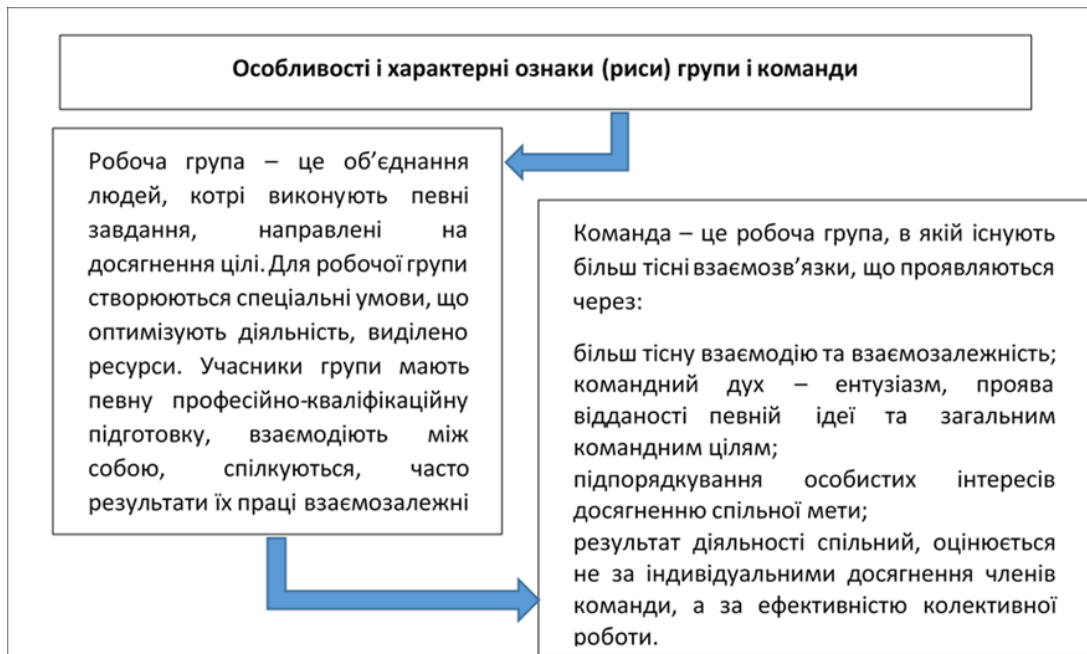 Особливості і характерні ознаки (риси) групи і команди
Робоча група – це об’єднання
людей, котрі виконують певні
завдання, направлені на
досягнення цілі. Для робочої групи
створюються спеціальні умови, що
оптимізують діяльність, виділено
ресурси. Учасники групи мають
певну професійно-кваліфікаційну
підготовку, взаємодіють між
собою, спілкуються, часто
результати їх праці взаємозалежні
Команда – це робоча група, в якій існують
більш тісні взаємозв’язки, що проявляються
через:
більш тісну взаємодію та взаємозалежність;
командний дух – ентузіазм, проява
відданості певній ідеї та загальним
командним цілям;
підпорядкування особистих інтересів
досягненню спільної мети;
результат діяльності спільний, оцінюється
не за індивідуальними досягнення членів
команди, а за ефективністю колективної
роботи.